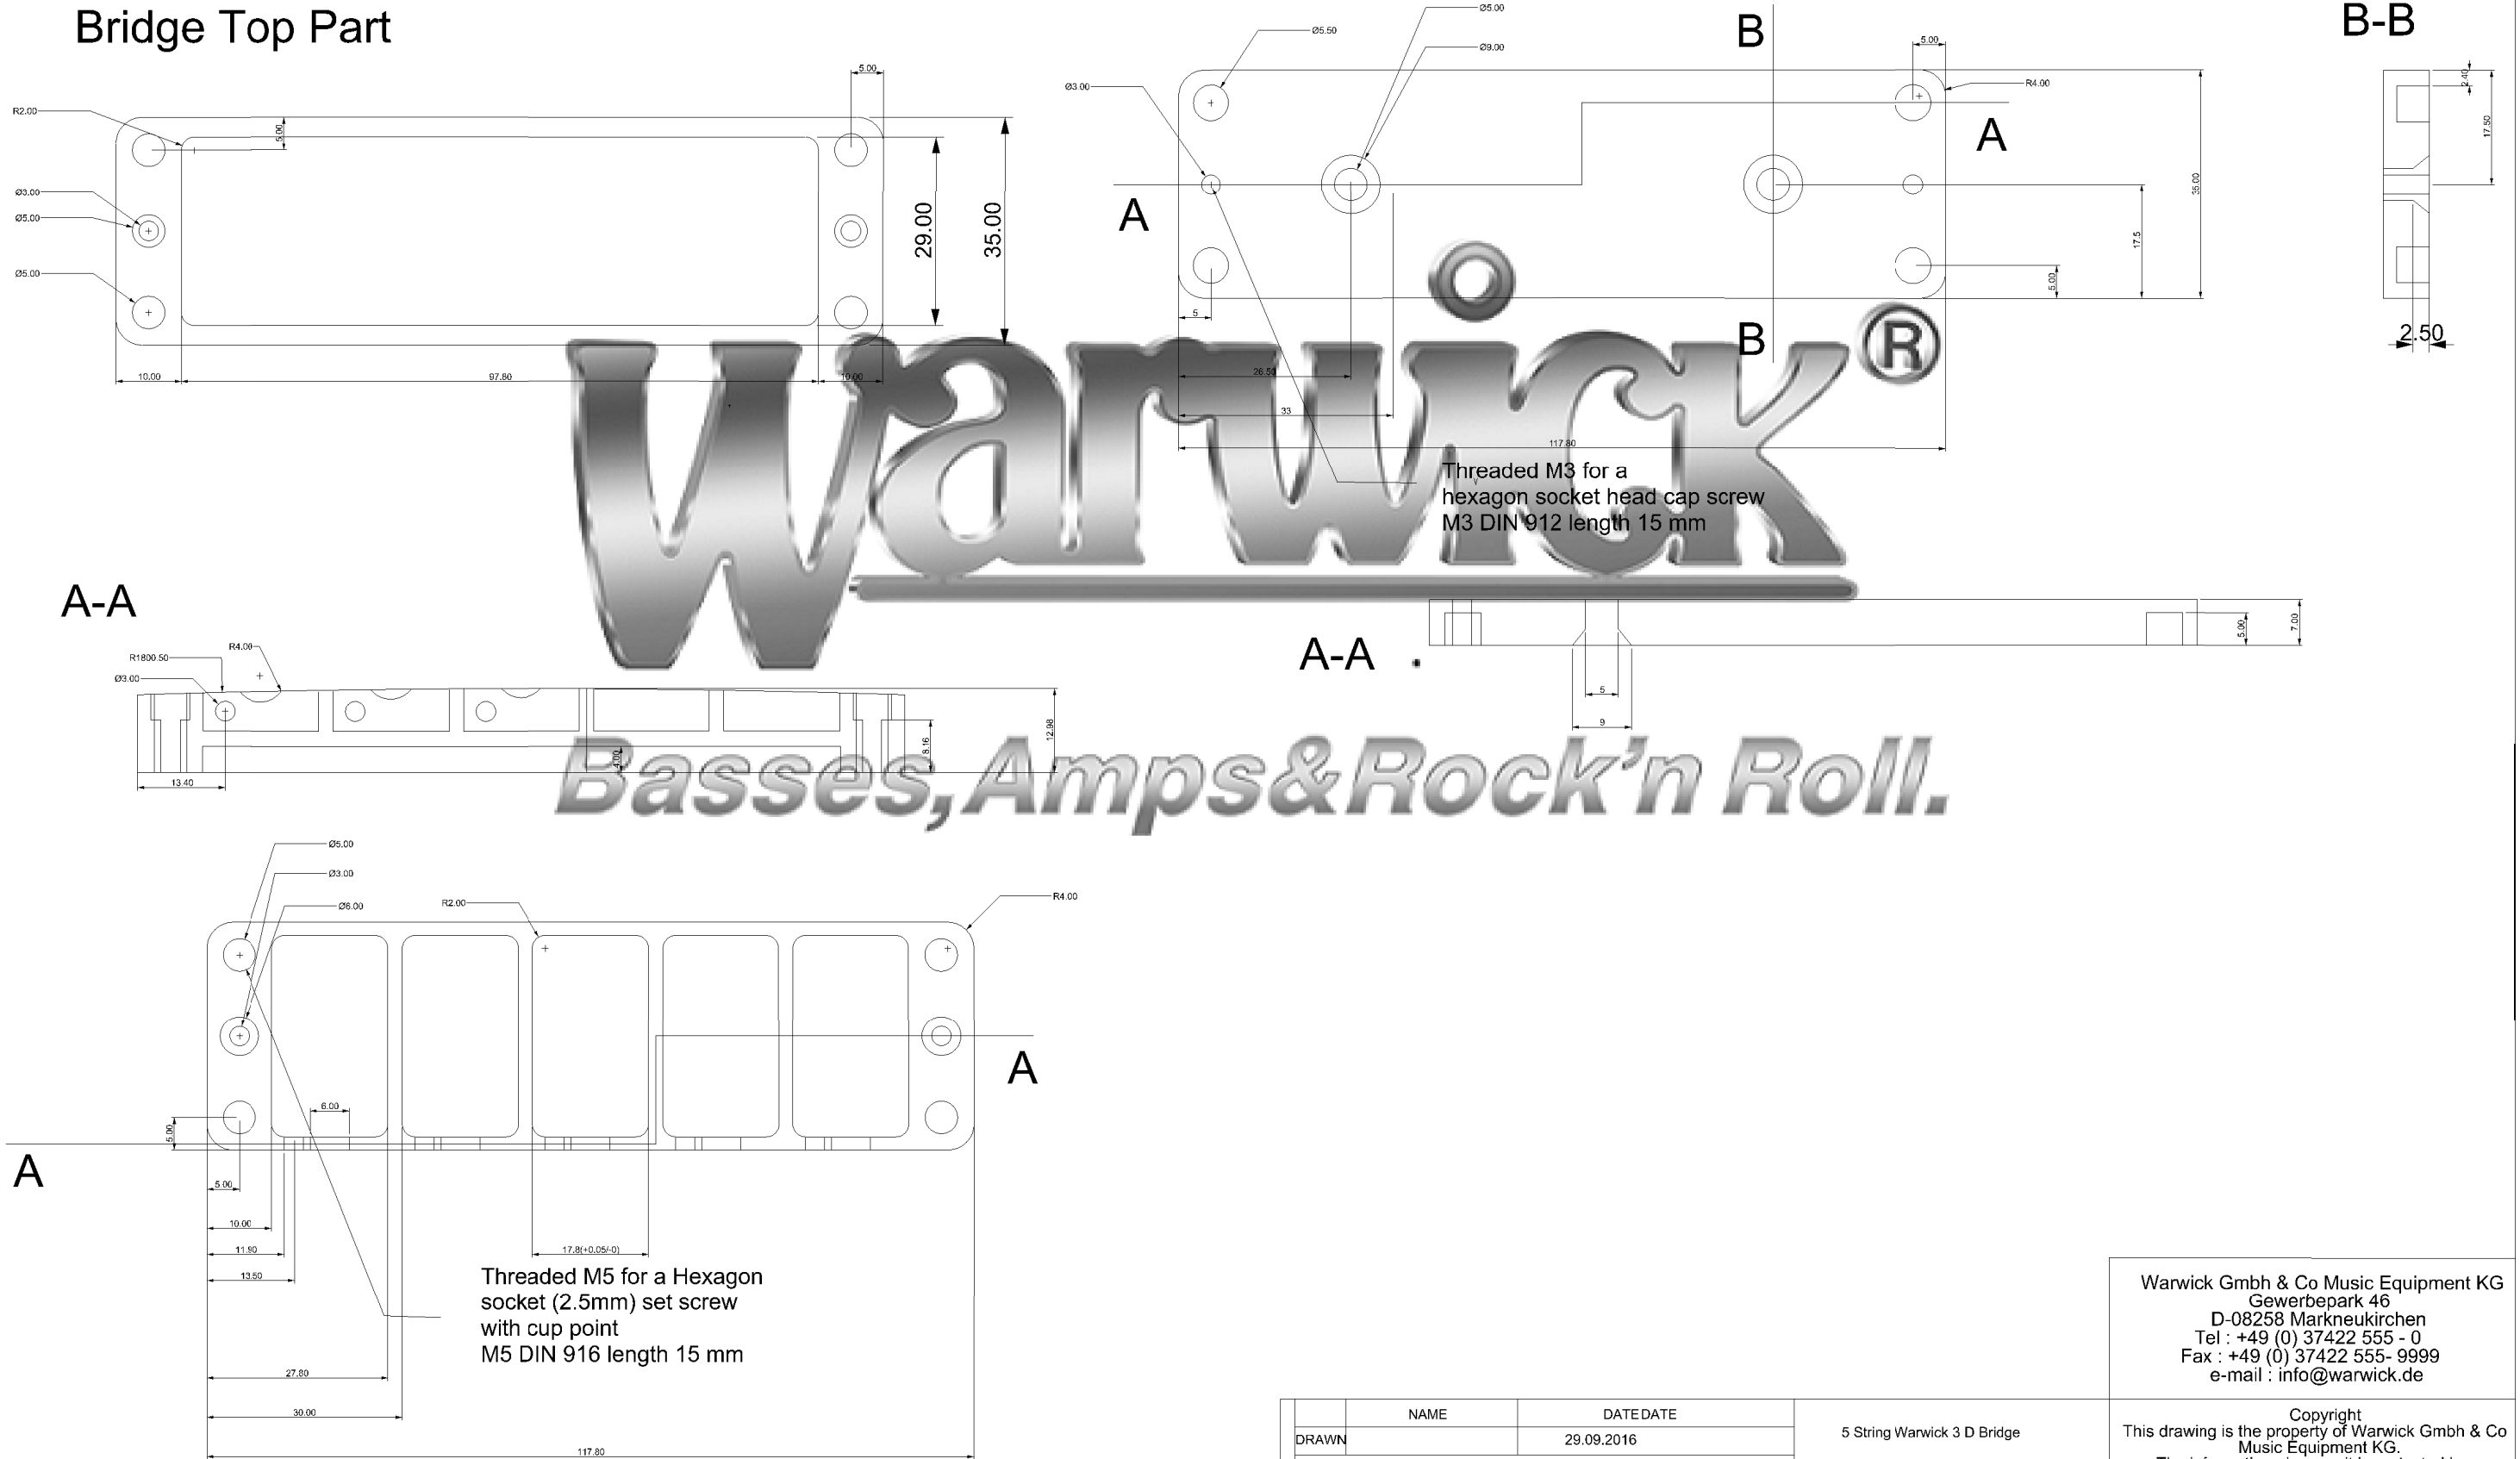 Bridge Top Part
5.00
R2.00
5.00
Ø3.00
Ø5.00
Ø5.00
29.00
35.00
10.00
97.80
10.00
Ø5.00
Ø5.50
Ø9.00
Ø3.00
B
5.00
R4.00
A
A
35.00
17.5
5.00
5
26.50
33
117.80
B
Threaded M3 for a
hexagon socket head cap screw
M3 DIN 912 length 15 mm
B-B
2.40
17.50
2.50
Warwick®
Basses,Amps&Rock'n Roll.
A-A
R1800.50
R4.00
Ø3.00
12.98
8.16
4.00
13.40
A-A
5.00
7.00
5
9
Ø5.00
Ø3.00
Ø6.00
R2.00
R4.00
A
6.00
5.00
A
5.00
10.00
11.90
13.50
17.8(+0.05/-0)
Threaded M5 for a Hexagon
socket (2.5mm) set screw
with cup point
M5 DIN 916 length 15 mm
27.80
30.00
117.80
Warwick Gmbh & Co Music Equipment KG
Gewerbepark 46
D-08258 Markneukirchen
Tel : +49 (0) 37422 555 - 0
Fax : +49 (0) 37422 555- 9999
e-mail : info@warwick.de
NAME
DATE DATE
DRAWN
29.09.2016
5 String Warwick 3 D Bridge
Copyright
This drawing is the property of Warwick Gmbh & Co
Music Equipment KG.